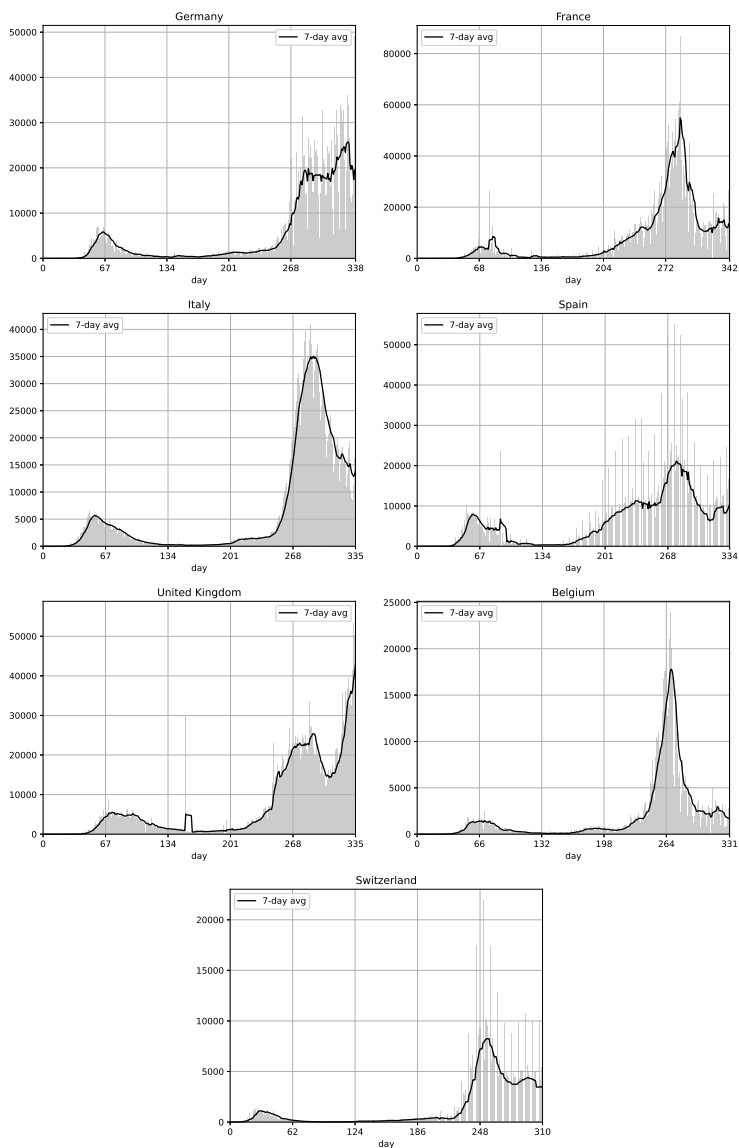 Germany
7-day avg
50000
40000
30000
20000
10000
0
0 67 134 201 268 338
day
France
7-day avg
80000
60000
40000
20000
0
0 68 136 204 272 342
day
Italy
7-day avg
40000
35000
30000
25000
20000
15000
10000
5000
0
0 67 134 201 268 335
day
Spain
7-day avg
50000
40000
30000
20000
10000
0
0 67 134 201 268 334
day
United Kingdom
7-day avg
50000
40000
30000
20000
10000
0
0 67 134 201 268 335
day
Belgium
7-day avg
25000
20000
15000
10000
5000
0
0 66 132 198 264 331
day
Switzerland
7-day avg
20000
15000
10000
5000
0
0 62 124 186 248 310
day